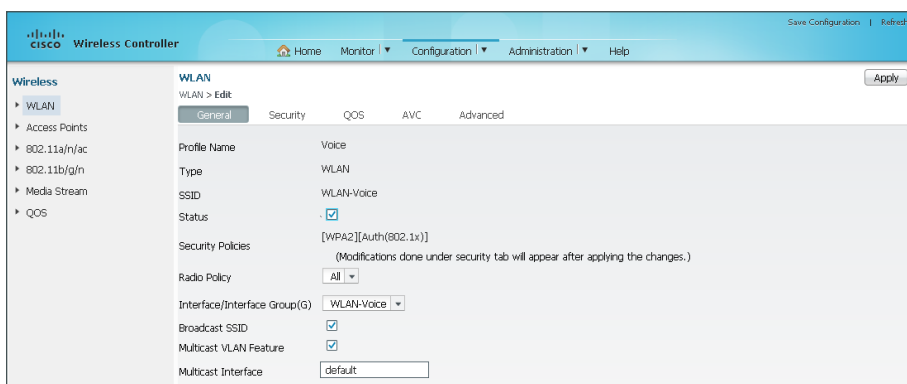 Save Configuration | Refresh
cisco Wireless Controller
Home Monitor | ▼ Configuration | ▼ Administration | ▼ Help
Wireless
WLAN
Access Points
802.11a/n/ac
802.11b/g/n
Media Stream
QOS
WLAN
Apply
WLAN > Edit
General Security QOS AVC Advanced
Profile Name Voice
Type WLAN
SSID WLAN-Voice
Status
Security Policies [WPA2][Auth(802.1x)]
(Modifications done under security tab will appear after applying the changes.)
Radio Policy All
Interface/Interface Group(G) WLAN-Voice
Broadcast SSID
Multicast VLAN Feature
Multicast Interface default